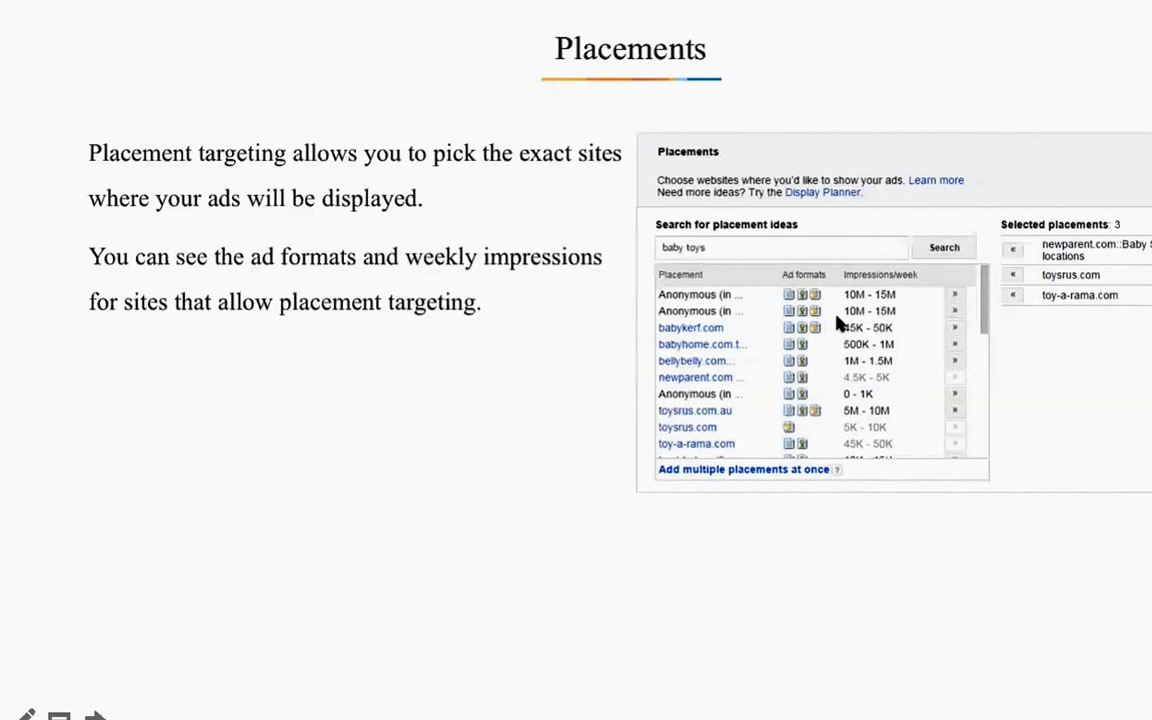 Placements
Placement targeting allows you to pick the exact sites
where your ads will be displayed.
You can see the ad formats and weekly impressions
for sites that allow placement targeting.
Placements
Choose websites where you'd like to show your ads. Learn more
Need more ideas? Try the Display Planner.
Search for placement ideas
baby toys Search
Placement Ad formats Impressions/week
Anonymous (in ... 10M - 15M »
Anonymous (in ... 10M - 15M »
babykerf.com 45K - 50K »
babyhome.com.t... 500K - 1M »
bellybelly.com... 1M - 1.5M »
newparent.com ... 4.5K - 5K »
Anonymous (in ... 0 - 1K »
toysrus.com.au 5M - 10M »
toysrus.com 5K - 10K »
toy-a-rama.com 45K - 50K »
Add multiple placements at once ?
Selected placements: 3
« newparent.com::Baby
locations
« toysrus.com
« toy-a-rama.com